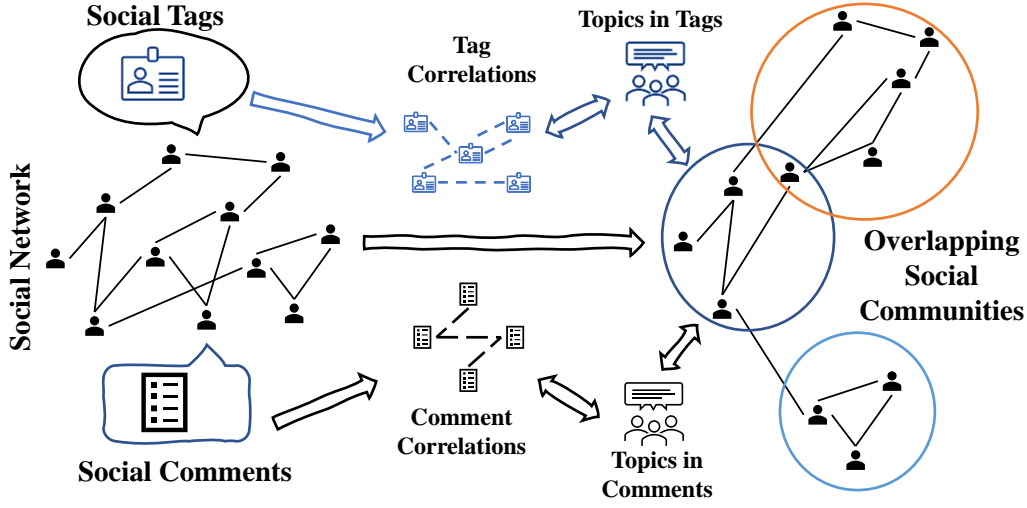 Social Tags
Tag
Correlations
Topics in Tags
Social Network
Overlapping
Social
Communities
Social Comments
Comment
Correlations
Topics in
Comments